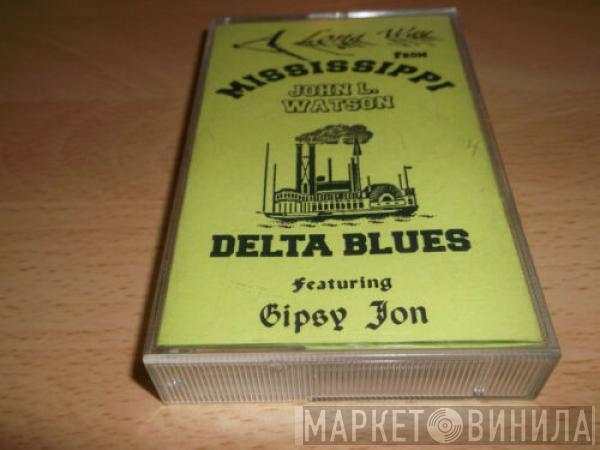 A Long Way
FROM
MISSISSIPPI
JOHN L.
WATSON
DELTA BLUES
Featuring
Gipsy Jon
МАРКЕТ ВИНИЛА